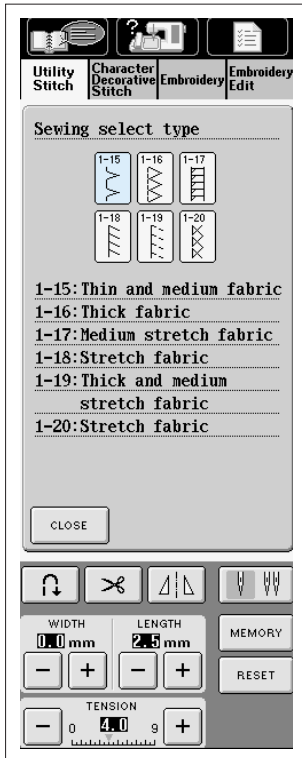 Utility Stitch
Character Decorative Stitch
Embroidery
Embroidery Edit
Sewing select type
1-15 1-16 1-17
1-18 1-19 1-20
1-15: Thin and medium fabric
1-16: Thick fabric
1-17: Medium stretch fabric
1-18: Stretch fabric
1-19: Thick and medium
stretch fabric
1-20: Stretch fabric
CLOSE
WIDTH LENGTH
0.0 mm 2.5 mm
MEMORY
− + − +
RESET
TENSION
− 0 4.0 9 +